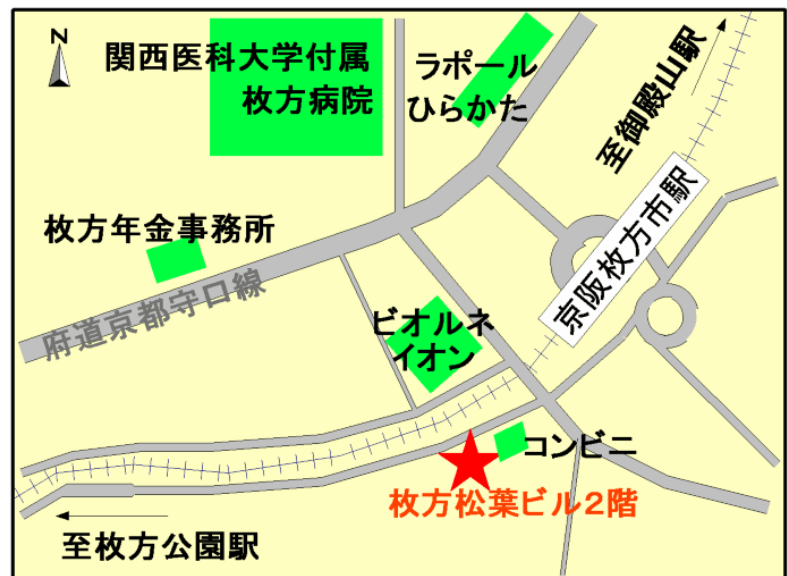 N
関西医科大学付属
枚方病院
ラポール
ひらかた
至御殿山駅
京阪枚方市駅
枚方年金事務所
府道京都守口線
ビオルネ
イオン
コンビニ
枚方松葉ビル２階
至枚方公園駅